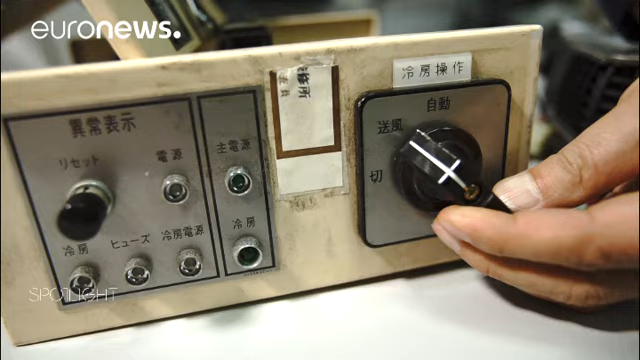 euronews.
冷房操作
自動
送風
切
異常表示
リセット
電源
主電源
冷房
ヒューズ
冷房電源
冷房
SPOTLIGHT